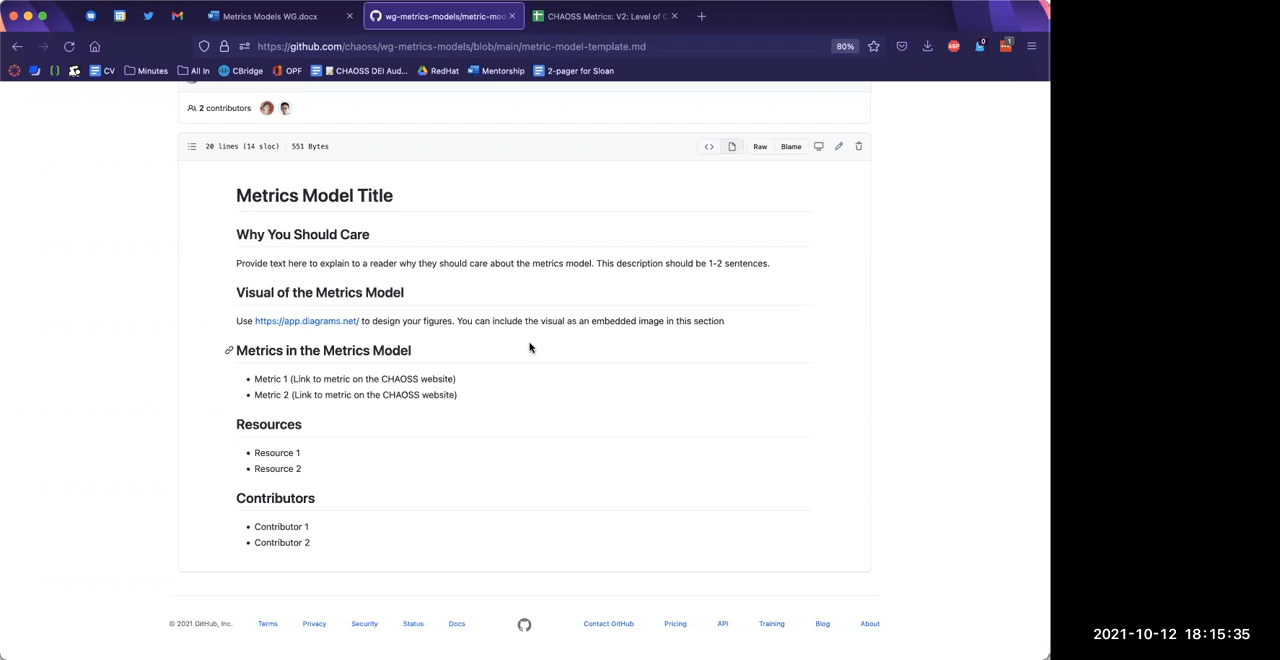 Metrics Models WG.docx
wg-metrics-models/metric-mod
CHAOSS Metrics: V2: Level of C
https://github.com/chaoss/wg-metrics-models/blob/main/metric-model-template.md
80%
CV
Minutes
All In
CBridge
OPF
CHAOSS DEI Aud...
RedHat
Mentorship
2-pager for Sloan
2 contributors
20 lines (14 sloc)
551 Bytes
Raw
Blame
Metrics Model Title
Why You Should Care
Provide text here to explain to a reader why they should care about the metrics model. This description should be 1-2 sentences.
Visual of the Metrics Model
Use https://app.diagrams.net/ to design your figures. You can include the visual as an embedded image in this section
Metrics in the Metrics Model
• Metric 1 (Link to metric on the CHAOSS website)
• Metric 2 (Link to metric on the CHAOSS website)
Resources
• Resource 1
• Resource 2
Contributors
• Contributor 1
• Contributor 2
© 2021 GitHub, Inc.
Terms
Privacy
Security
Status
Docs
Contact GitHub
Pricing
API
Training
Blog
About
2021-10-12 18:15:35